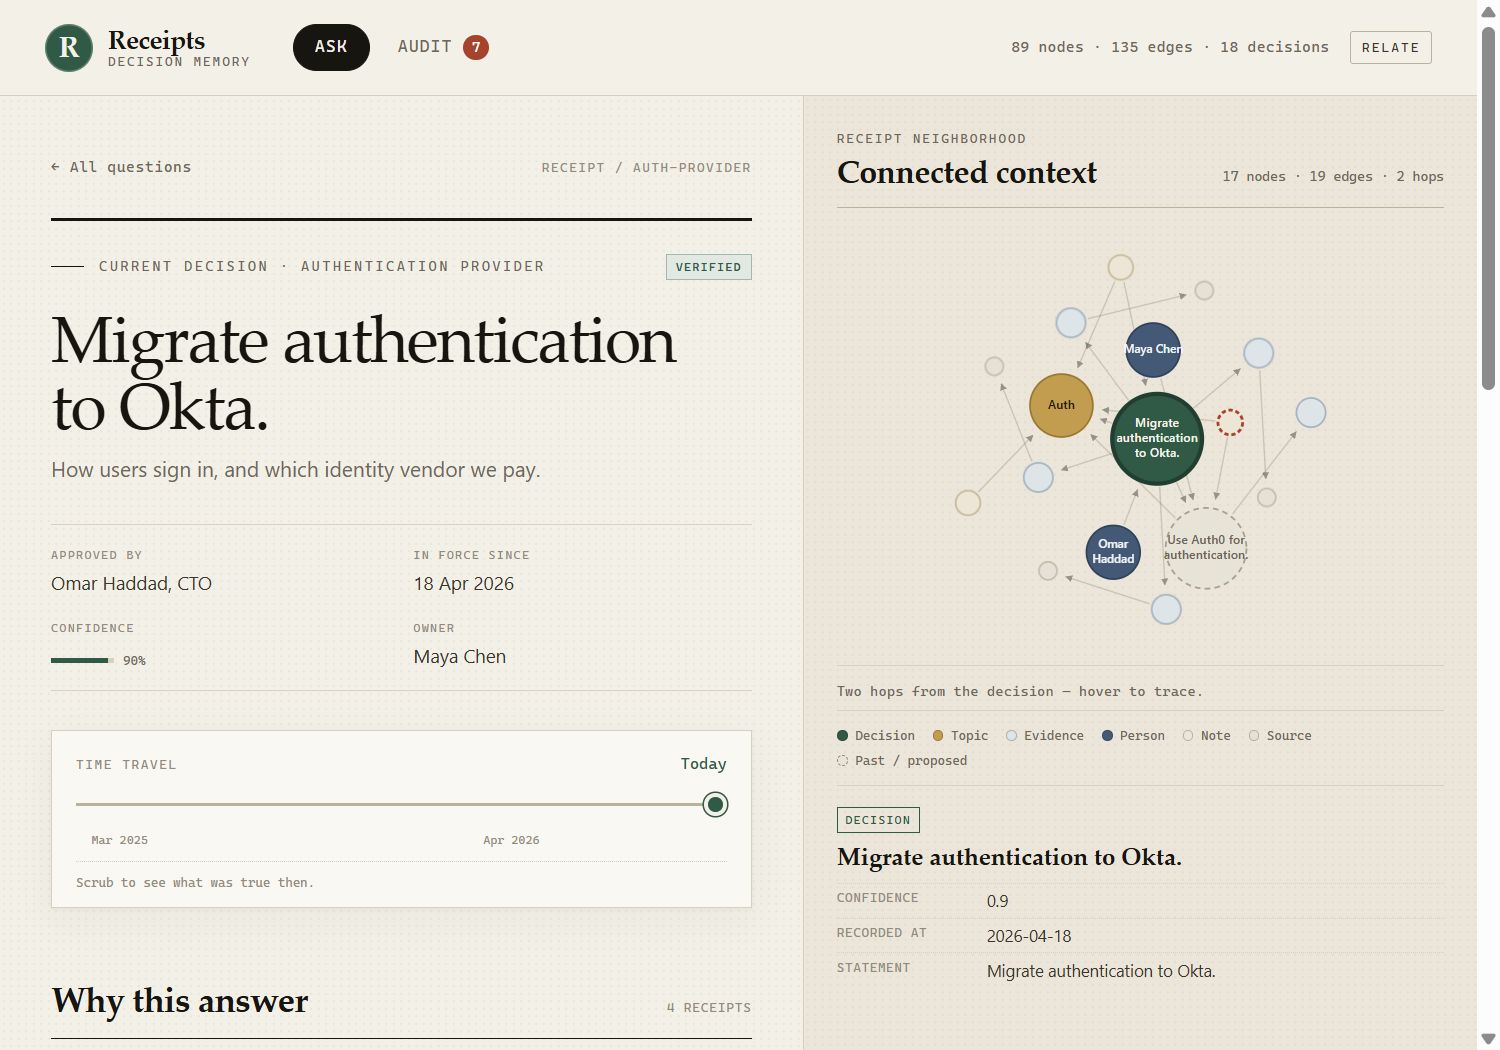 R
Receipts
DECISION MEMORY
ASK
AUDIT 7
89 nodes · 135 edges · 18 decisions
RELATE
← All questions
RECEIPT / AUTH-PROVIDER
CURRENT DECISION · AUTHENTICATION PROVIDER
VERIFIED
Migrate authentication
to Okta.
How users sign in, and which identity vendor we pay.
APPROVED BY
Omar Haddad, CTO
IN FORCE SINCE
18 Apr 2026
CONFIDENCE
90%
OWNER
Maya Chen
TIME TRAVEL
Today
Mar 2025
Apr 2026
Scrub to see what was true then.
Why this answer
4 RECEIPTS
RECEIPT NEIGHBORHOOD
Connected context
17 nodes · 19 edges · 2 hops
Maya Chen
Auth
Migrate
authentication
to Okta.
Omar
Haddad
Use Auth0 for
authentication.
Two hops from the decision — hover to trace.
Decision
Topic
Evidence
Person
Note
Source
Past / proposed
DECISION
Migrate authentication to Okta.
CONFIDENCE
0.9
RECORDED AT
2026-04-18
STATEMENT
Migrate authentication to Okta.